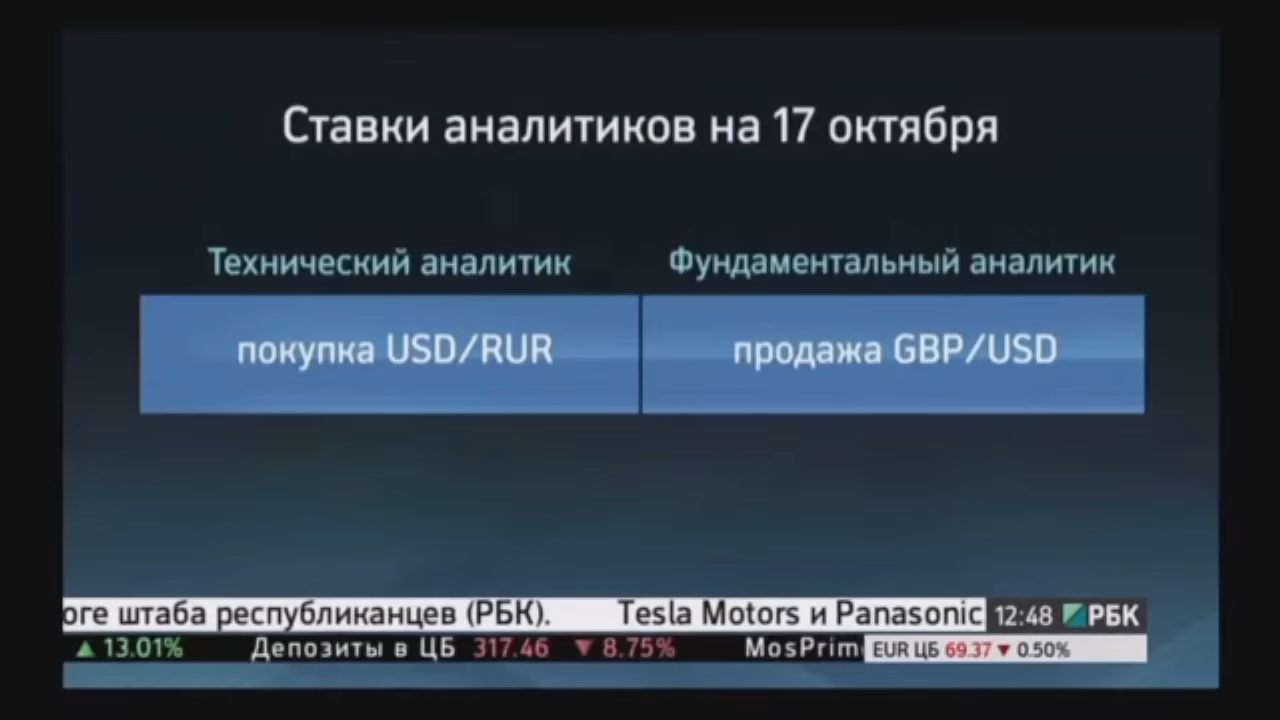 Ставки аналитиков на 17 октября
Технический аналитик
Фундаментальный аналитик
покупка USD/RUR
продажа GBP/USD
оге штаба республиканцев (РБК). Tesla Motors и Panasonic 12:48 РБК
▲ 13.01% Депозиты в ЦБ 317.46 ▼ 8.75% MosPrim EUR ЦБ 69.37 ▼ 0.50%